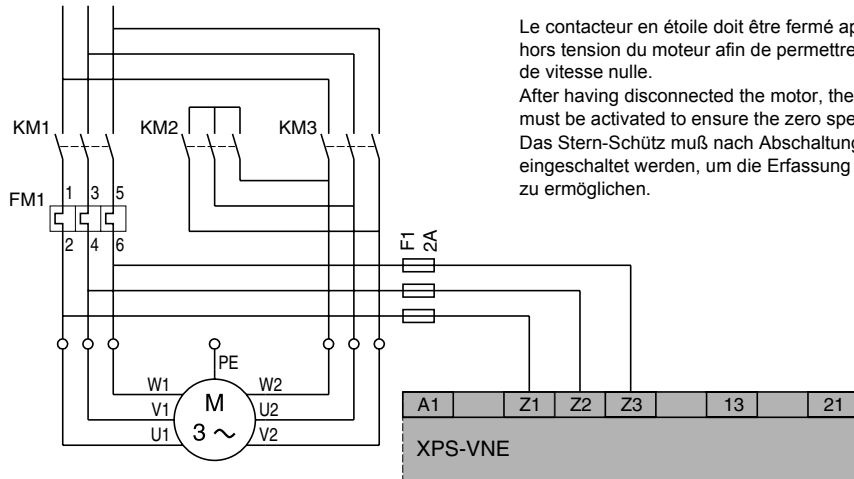 Le contacteur en étoile doit être fermé ap
hors tension du moteur afin de permettre
de vitesse nulle.
After having disconnected the motor, the
must be activated to ensure the zero spe
Das Stern-Schütz muß nach Abschaltung
eingeschaltet werden, um die Erfassung
zu ermöglichen.
KM1 KM2 KM3
FM1 1 3 5
2 4 6
F1
2A
PE
W1 W2
V1 M U2
U1 3 ~ V2
A1 Z1 Z2 Z3 13 21
XPS-VNE